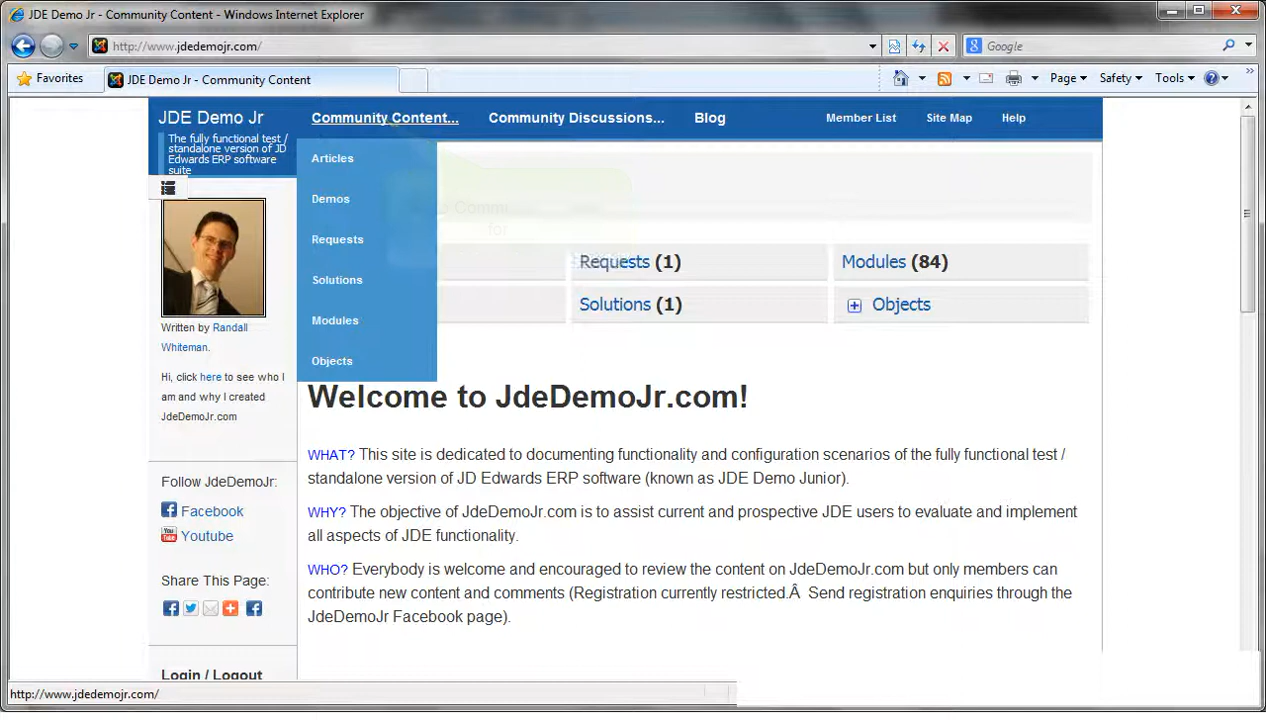 JDE Demo Jr - Community Content - Windows Internet Explorer
http://www.jdedemojr.com/
Google
Favorites
JDE Demo Jr - Community Content
Page
Safety
Tools
JDE Demo Jr
The fully functional test /
standalone version of JD
Edwards ERP software
suite
Community Content...
Community Discussions...
Blog
Member List
Site Map
Help
Articles
Demos
Requests
Solutions
Modules
Objects
Requests (1)
Modules (84)
Solutions (1)
Objects
Written by Randall
Whiteman.
Hi, click here to see who I
am and why I created
JdeDemoJr.com
Follow JdeDemoJr:
Facebook
Youtube
Share This Page:
Login / Logout
Welcome to JdeDemoJr.com!
WHAT? This site is dedicated to documenting functionality and configuration scenarios of the fully functional test /
standalone version of JD Edwards ERP software (known as JDE Demo Junior).
WHY? The objective of JdeDemoJr.com is to assist current and prospective JDE users to evaluate and implement
all aspects of JDE functionality.
WHO? Everybody is welcome and encouraged to review the content on JdeDemoJr.com but only members can
contribute new content and comments (Registration currently restricted.Â  Send registration enquiries through the
JdeDemoJr Facebook page).
http://www.jdedemojr.com/